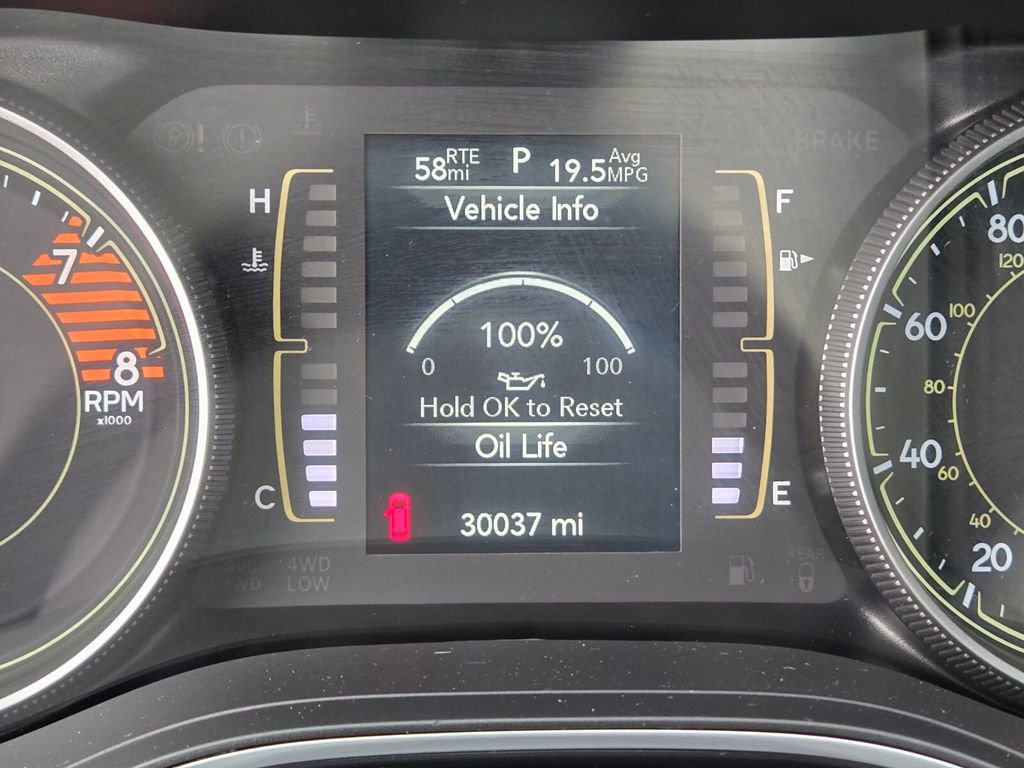 58 RTE mi P 19.5 Avg MPG
Vehicle Info
100%
0 100
Hold OK to Reset
Oil Life
30037 mi
H
C
F
E
7
8
RPM
x1000
80
120
60
100
80
40
60
40
20
BRAKE
4WD
LOW
REAR